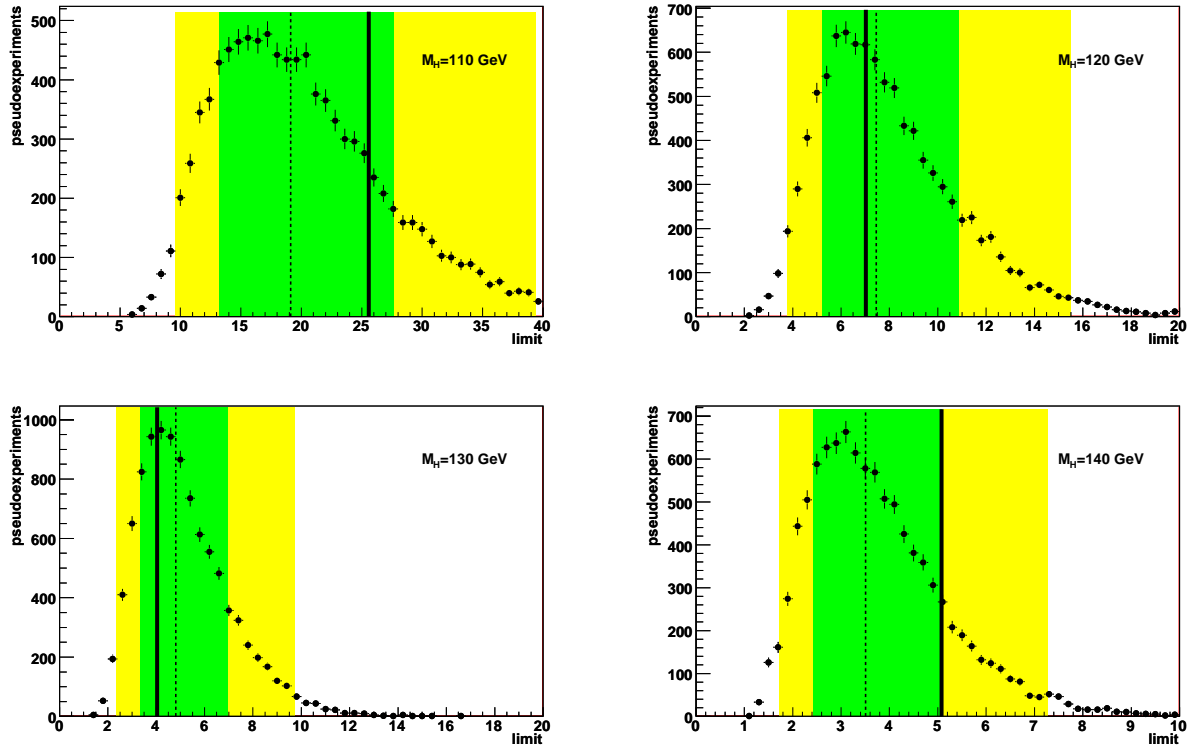 pseudoexperiments
500
400
300
200
100
0
M_H=110 GeV
0 5 10 15 20 25 30 35 40
limit
pseudoexperiments
700
600
500
400
300
200
100
0
M_H=120 GeV
0 2 4 6 8 10 12 14 16 18 20
limit
pseudoexperiments
1000
800
600
400
200
0
M_H=130 GeV
0 2 4 6 8 10 12 14 16 18 20
limit
pseudoexperiments
700
600
500
400
300
200
100
0
M_H=140 GeV
0 1 2 3 4 5 6 7 8 9 10
limit